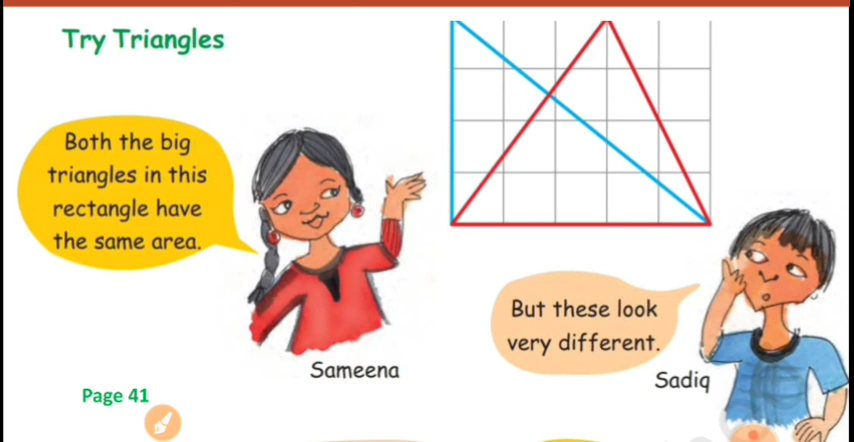 Try Triangles
Both the big
triangles in this
rectangle have
the same area.
But these look
very different.
Sameena
Sadiq
Page 41